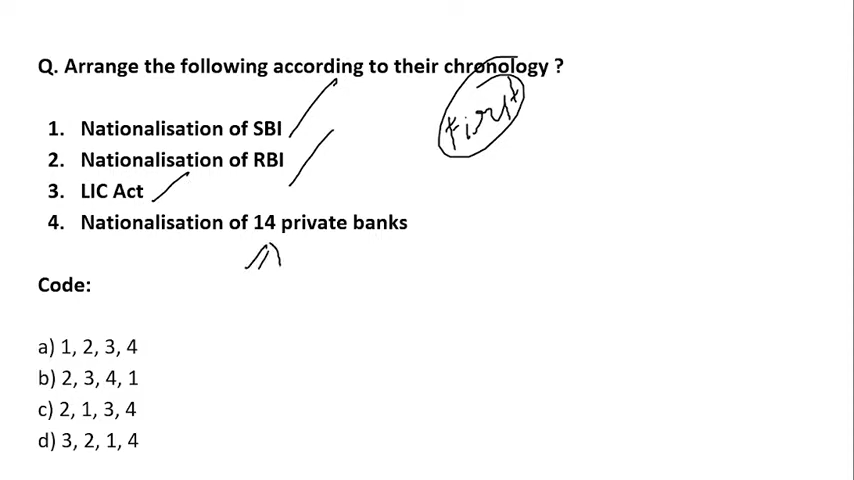 Q. Arrange the following according to their chronology ?
First
1. Nationalisation of SBI
2. Nationalisation of RBI
3. LIC Act
4. Nationalisation of 14 private banks
Code:
a) 1, 2, 3, 4
b) 2, 3, 4, 1
c) 2, 1, 3, 4
d) 3, 2, 1, 4